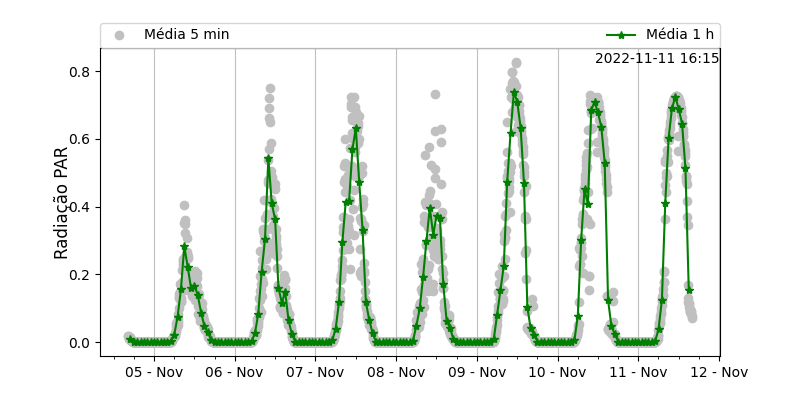 Média 5 min
Média 1 h
2022-11-11 16:15
Radiação PAR
0.8
0.6
0.4
0.2
0.0
05 - Nov
06 - Nov
07 - Nov
08 - Nov
09 - Nov
10 - Nov
11 - Nov
12 - Nov